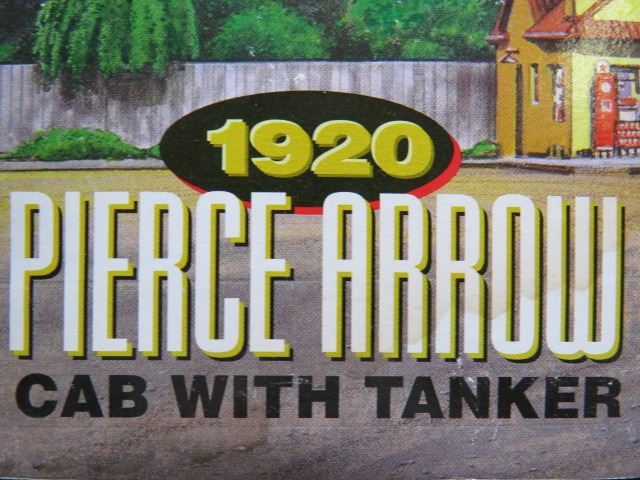 1920
PIERCE ARROW
CAB WITH TANKER